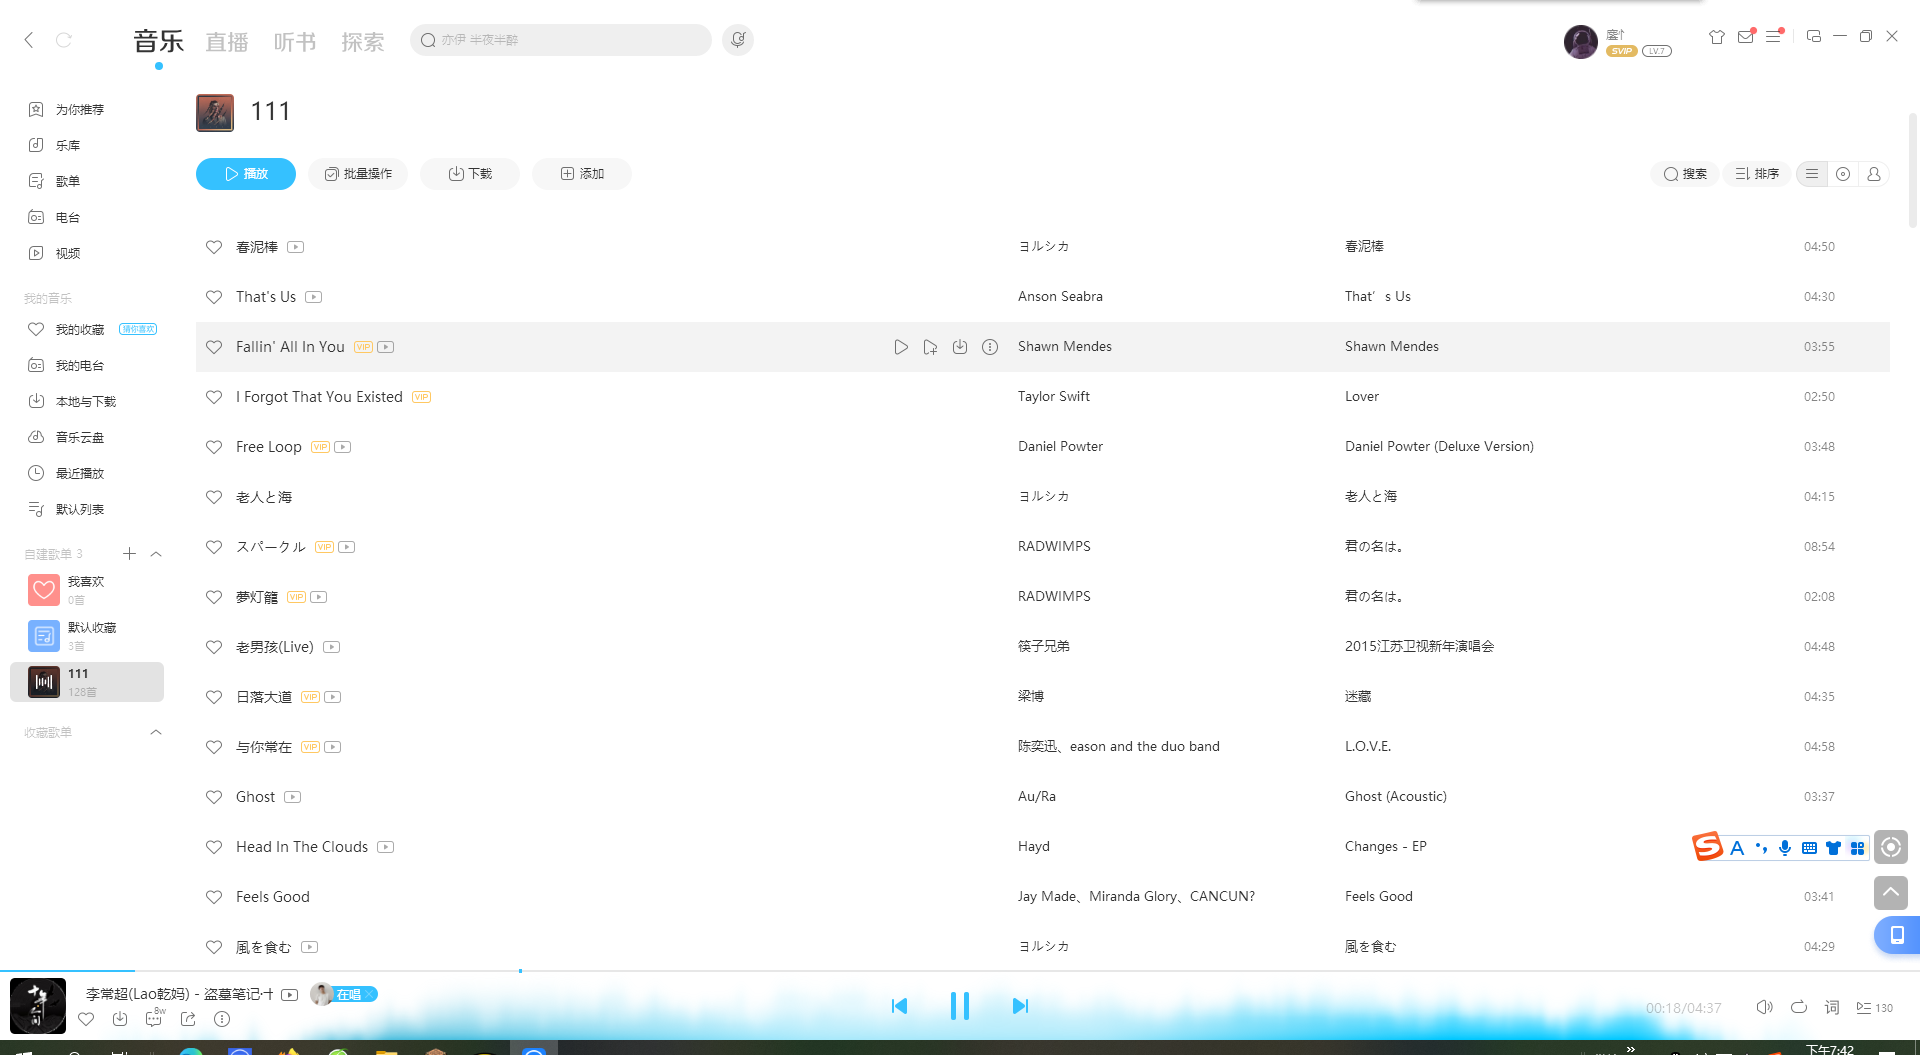 音乐 直播 听书 探索 亦伊 半夜半醉
SVIP LV.7
为你推荐
乐库
歌单
电台
视频
我的音乐
我的收藏 猜你喜欢
我的电台
本地与下载
音乐云盘
最近播放
默认列表
自建歌单 3
我喜欢
0首
默认收藏
3首
111
128首
收藏歌单
111
播放 批量操作 下载 添加 搜索 排序
春泥棒 ヨルシカ 春泥棒 04:50
That's Us Anson Seabra That’s Us 04:30
Fallin' All In You VIP Shawn Mendes Shawn Mendes 03:55
I Forgot That You Existed VIP Taylor Swift Lover 02:50
Free Loop VIP Daniel Powter Daniel Powter (Deluxe Version) 03:48
老人と海 ヨルシカ 老人と海 04:15
スパークル VIP RADWIMPS 君の名は。 08:54
夢灯籠 VIP RADWIMPS 君の名は。 02:08
老男孩(Live) 筷子兄弟 2015江苏卫视新年演唱会 04:48
日落大道 VIP 梁博 迷藏 04:35
与你常在 VIP 陈奕迅、eason and the duo band L.O.V.E. 04:58
Ghost Au/Ra Ghost (Acoustic) 03:37
Head In The Clouds Hayd Changes - EP
Feels Good Jay Made、Miranda Glory、CANCUN? Feels Good 03:41
風を食む ヨルシカ 風を食む 04:29
李常超(Lao乾妈) - 盗墓笔记·十 在唱
8w
00:18/04:37 词 130
下午7:42